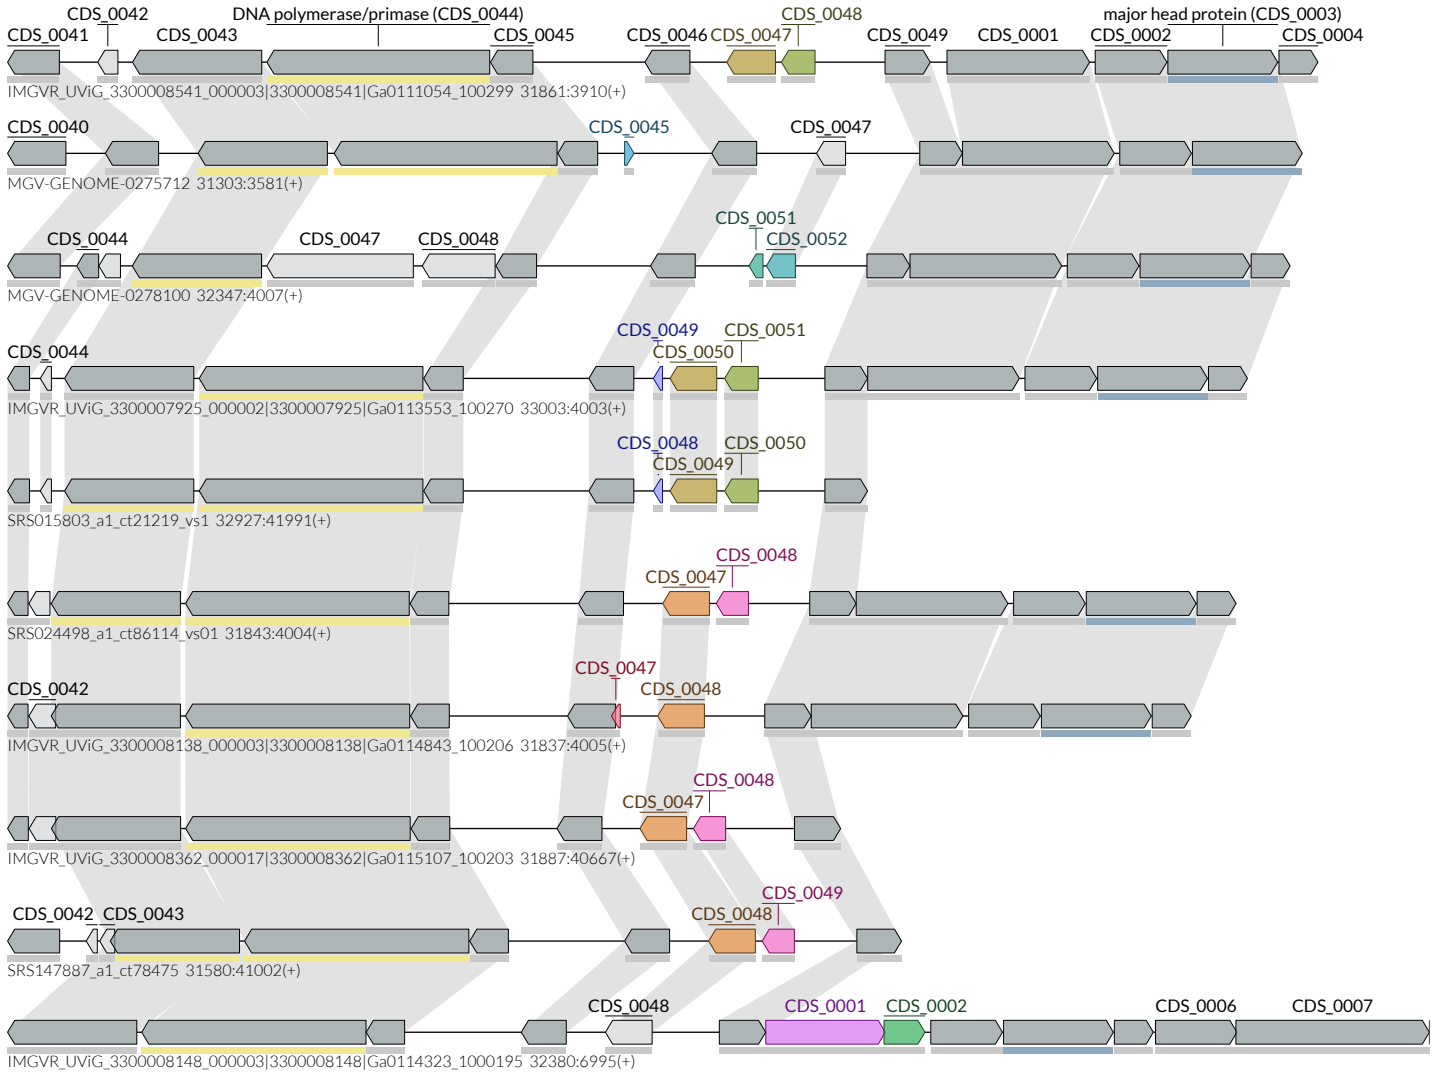 CDS_0042 DNA polymerase/primase (CDS_0044) CDS_0048 major head protein (CDS_0003)
CDS_0041 CDS_0043 CDS_0045 CDS_0046 CDS_0047 CDS_0049 CDS_0001 CDS_0002 CDS_0004
IMGVR_UViG_3300008541_000003|3300008541|Ga0111054_100299 31861:3910(+)
CDS_0040 CDS_0045 CDS_0047
MGV-GENOME-0275712 31303:3581(+)
CDS_0051
CDS_0044 CDS_0047 CDS_0048 CDS_0052
MGV-GENOME-0278100 32347:4007(+)
CDS_0049 CDS_0051
CDS_0044 CDS_0050
IMGVR_UViG_3300007925_000002|3300007925|Ga0113553_100270 33003:4003(+)
CDS_0048 CDS_0050
CDS_0049
SRS015803_a1_ct21219_vs1 32927:41991(+)
CDS_0048
CDS_0047
SRS024498_a1_ct86114_vs01 31843:4004(+)
CDS_0047
CDS_0042 CDS_0048
IMGVR_UViG_3300008138_000003|3300008138|Ga0114843_100206 31837:4005(+)
CDS_0048
CDS_0047
IMGVR_UViG_3300008362_000017|3300008362|Ga0115107_100203 31887:40667(+)
CDS_0049
CDS_0042 CDS_0043 CDS_0048
SRS147887_a1_ct78475 31580:41002(+)
CDS_0048 CDS_0001 CDS_0002 CDS_0006 CDS_0007
IMGVR_UViG_3300008148_000003|3300008148|Ga0114323_1000195 32380:6995(+)